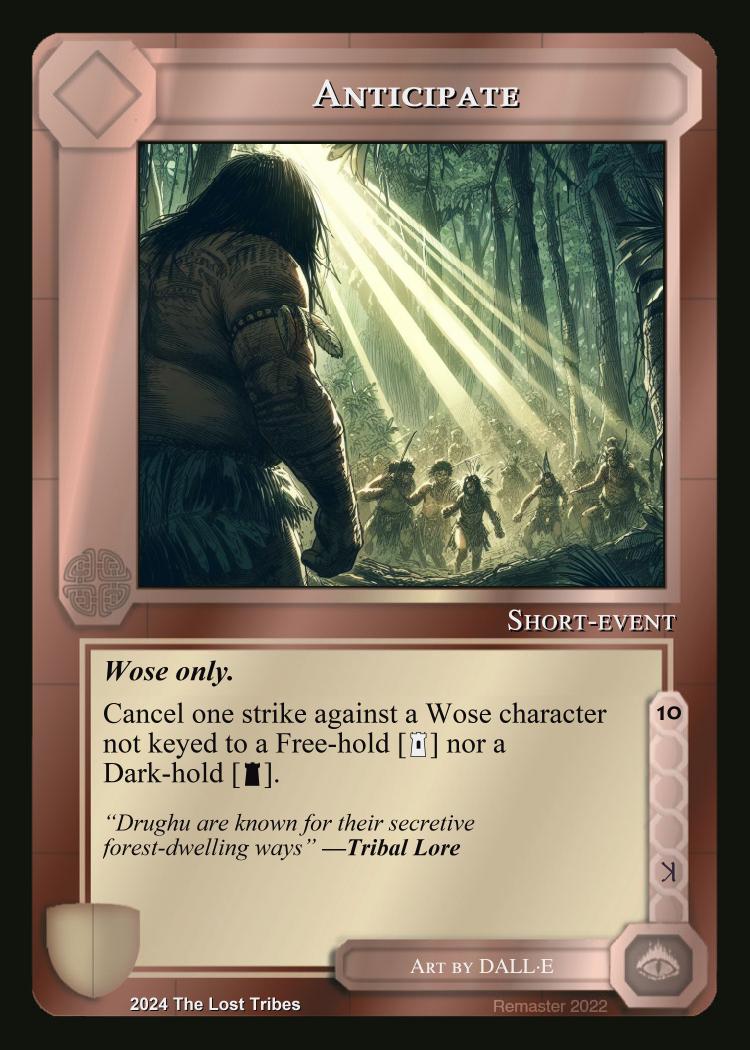 Anticipate
Short-event
Wose only.
Cancel one strike against a Wose character
not keyed to a Free-hold [ ] nor a
Dark-hold [ ].
10
“Drughu are known for their secretive
forest-dwelling ways” —Tribal Lore
Art by DALL·E
2024 The Lost Tribes
Remaster 2022